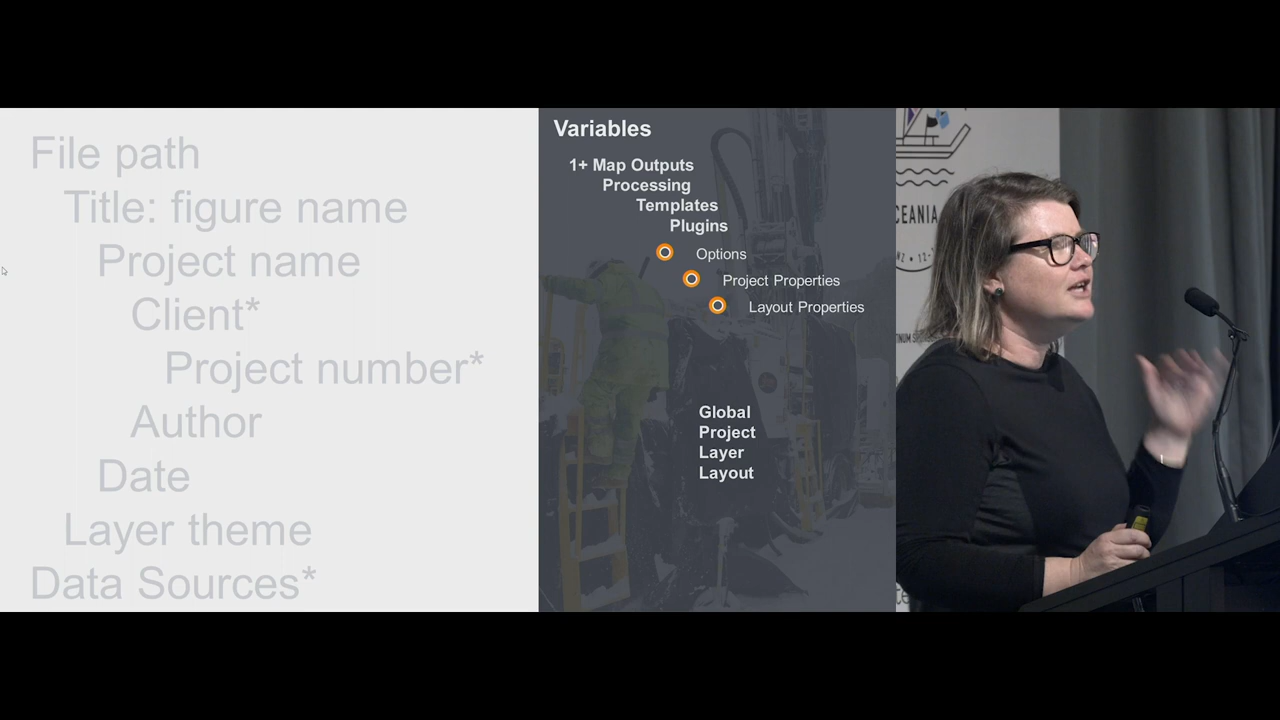 File path
Title: figure name
Project name
Client*
Project number*
Author
Date
Layer theme
Data Sources*
Variables
1+ Map Outputs
Processing
Templates
Plugins
Options
Project Properties
Layout Properties
Global
Project
Layer
Layout
CEANIA